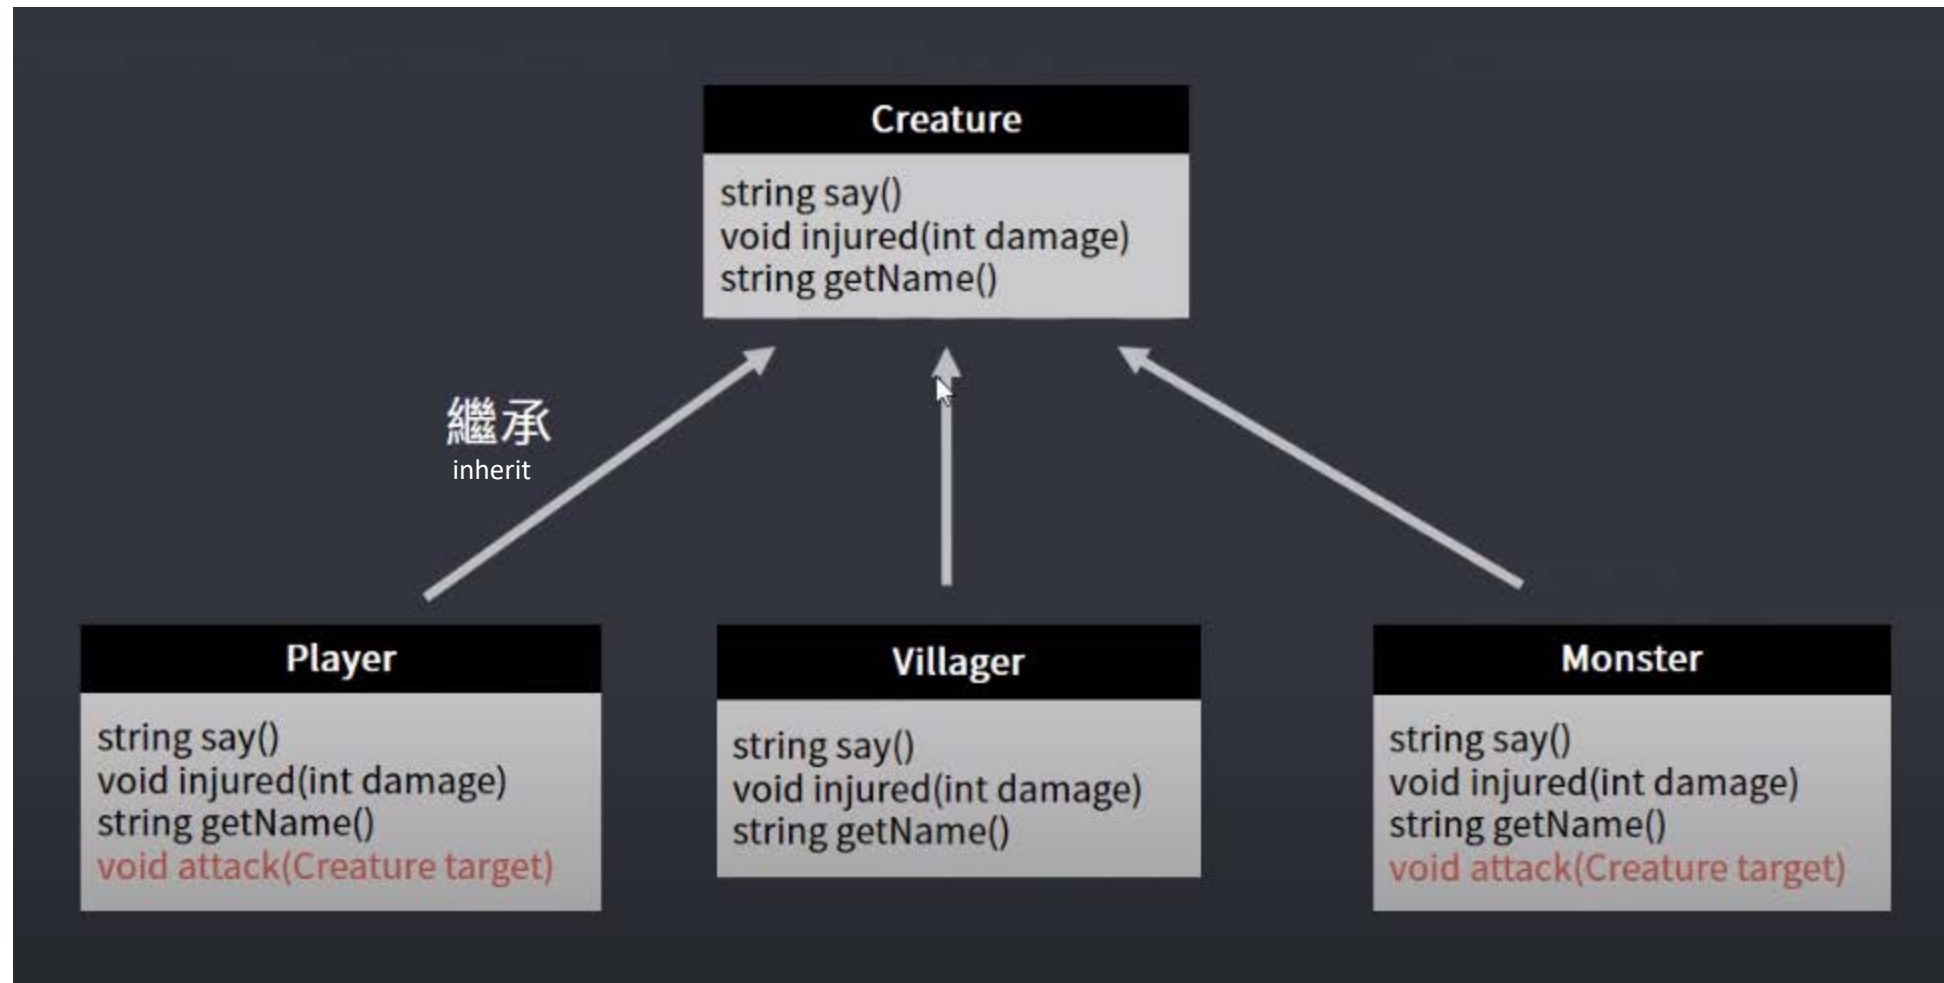 Creature
string say()
void injured(int damage)
string getName()
繼承
inherit
Player
string say()
void injured(int damage)
string getName()
void attack(Creature target)
Villager
string say()
void injured(int damage)
string getName()
Monster
string say()
void injured(int damage)
string getName()
void attack(Creature target)